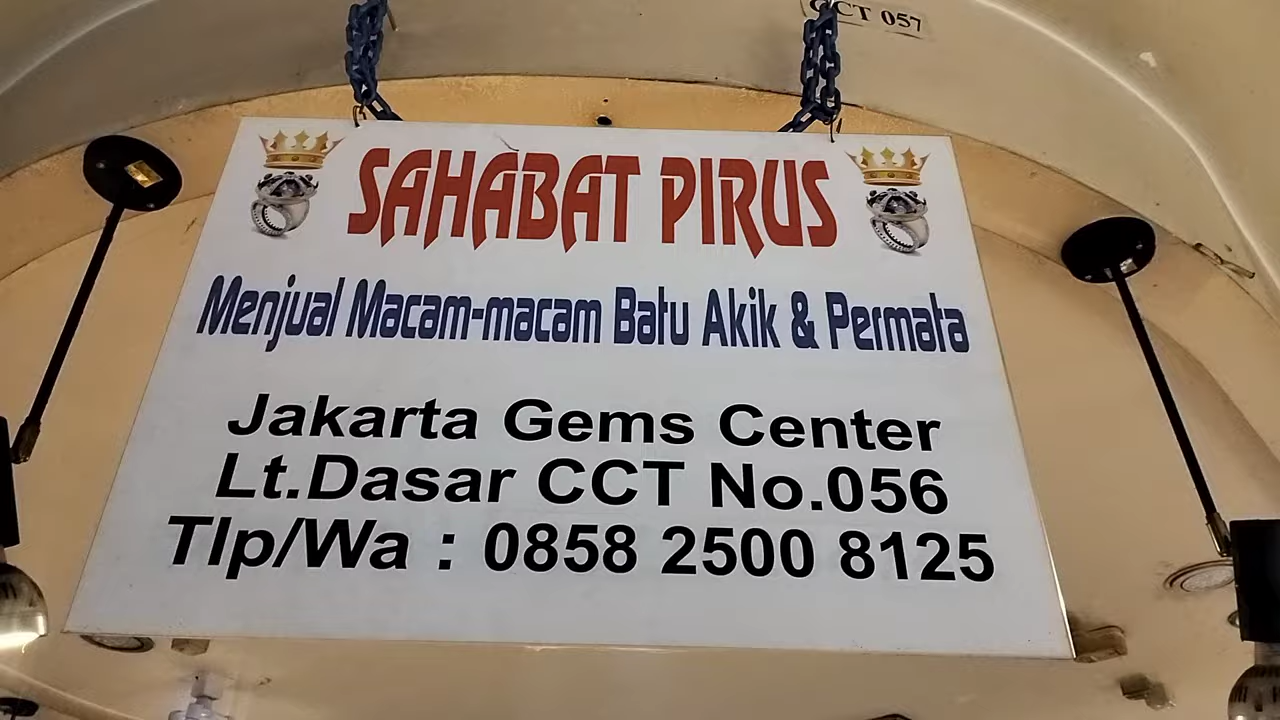 CCT 057
SAHABAT PIRUS
Menjual Macam-macam Batu Akik & Permata
Jakarta Gems Center
Lt.Dasar CCT No.056
Tlp/Wa : 0858 2500 8125